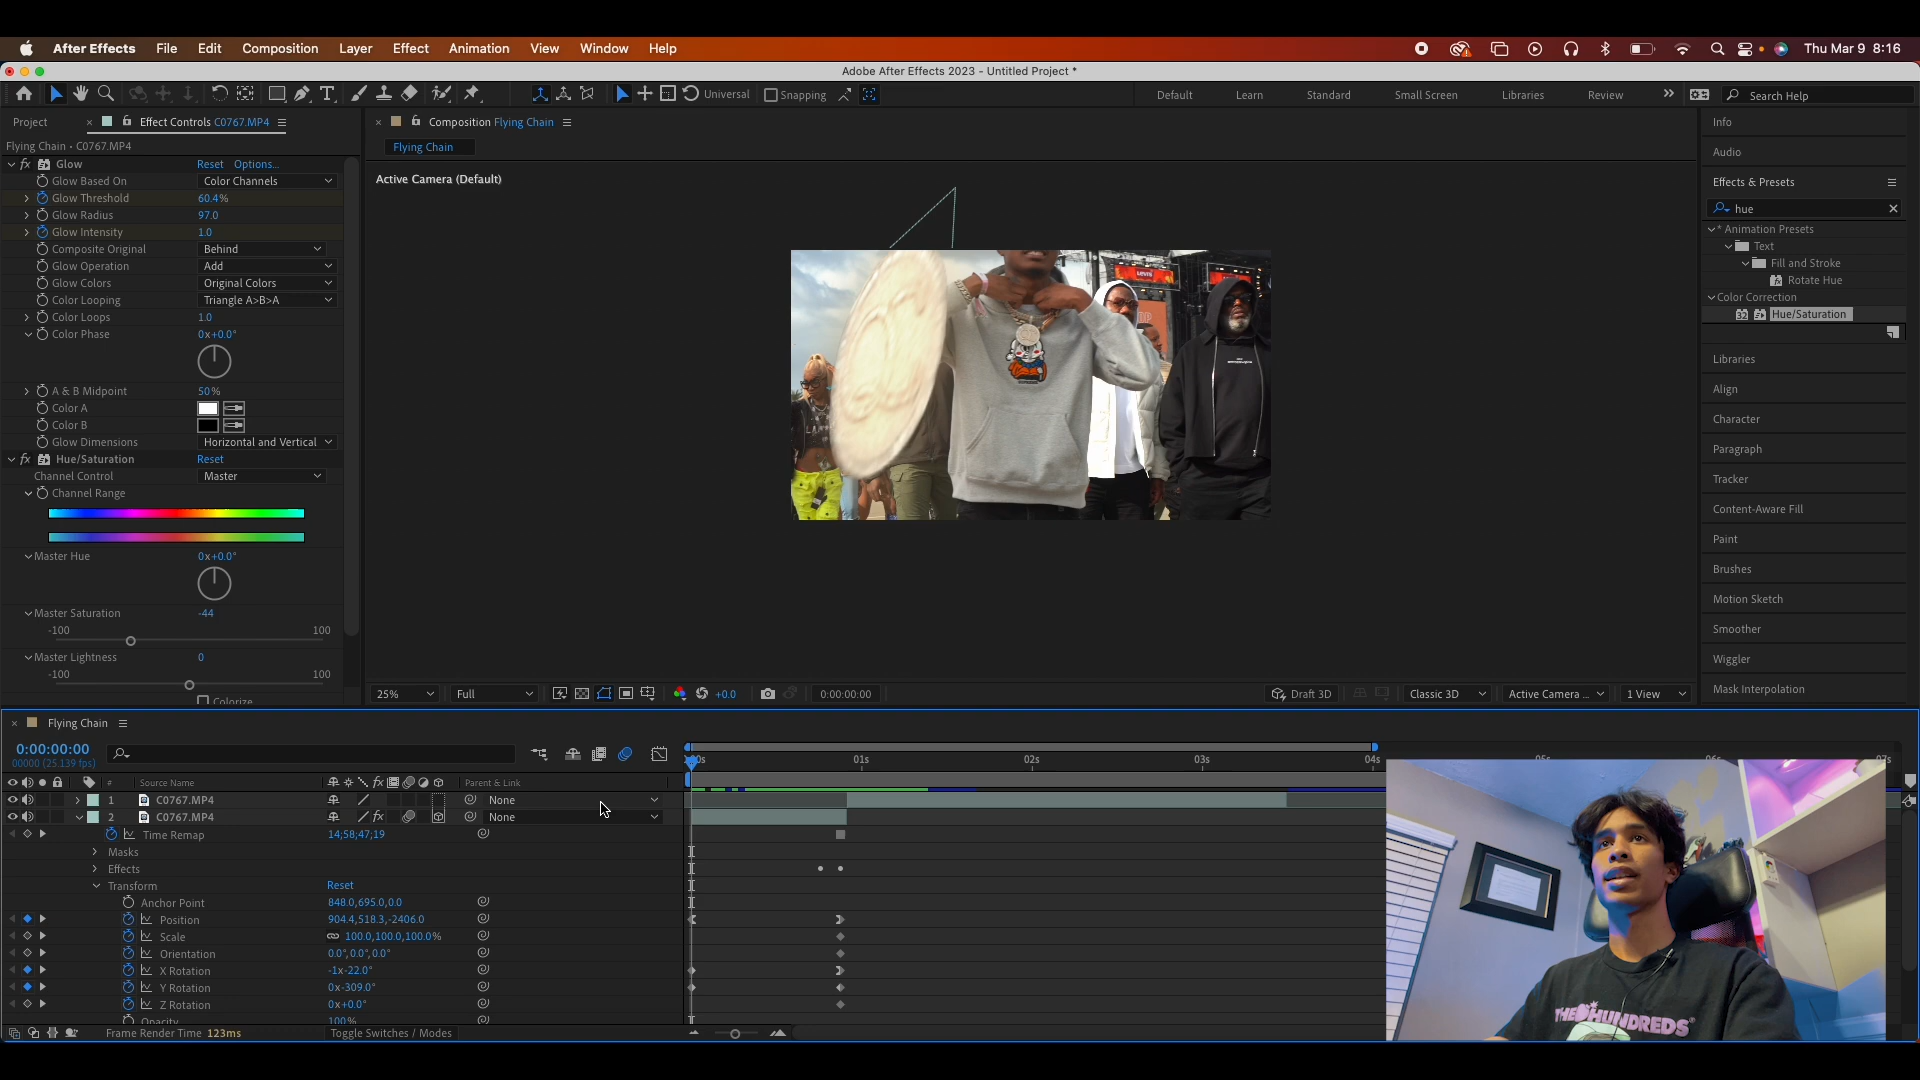 After Effects File Edit Composition Layer Effect Animation View Window Help Thu Mar 9 8:16
Adobe After Effects 2023 - Untitled Project *
Universal Snapping Default Learn Standard Small Screen Libraries Review » Search Help
Project × Effect Controls C0767.MP4
Flying Chain • C0767.MP4
fx Glow Reset Options...
Glow Based On Color Channels
Glow Threshold 60.4%
Glow Radius 97.0
Glow Intensity 1.0
Composite Original Behind
Glow Operation Add
Glow Colors Original Colors
Color Looping Triangle A>B>A
Color Loops 1.0
Color Phase 0x+0.0°
A & B Midpoint 50%
Color A
Color B
Glow Dimensions Horizontal and Vertical
fx Hue/Saturation Reset
Channel Control Master
Channel Range
Master Hue 0x+0.0°
Master Saturation -44
-100 100
Master Lightness 0
-100 100
Colorize
× Composition Flying Chain
Flying Chain
Active Camera (Default)
Levi's
25% Full +0.0 0:00:00:00 Draft 3D Classic 3D Active Camera ... 1 View
Info
Audio
Effects & Presets
hue
* Animation Presets
Text
Fill and Stroke
Rotate Hue
Color Correction
32 Hue/Saturation
Libraries
Align
Character
Paragraph
Tracker
Content-Aware Fill
Paint
Brushes
Motion Sketch
Smoother
Wiggler
Mask Interpolation
× Flying Chain
0:00:00:00
00000 (25.139 fps)
01s 02s 03s 04s 05s 06s 07s
# Source Name fx Parent & Link
1 C0767.MP4 None
2 C0767.MP4 fx None
Time Remap 14;58;47;19
Masks
Effects
Transform Reset
Anchor Point 848.0,695.0,0.0
Position 904.4,518.3,-2406.0
Scale 100.0,100.0,100.0%
Orientation 0.0°,0.0°,0.0°
X Rotation -1x-22.0°
Y Rotation 0x-309.0°
Z Rotation 0x+0.0°
Opacity 100%
Frame Render Time 123ms Toggle Switches / Modes
THE HUNDREDS